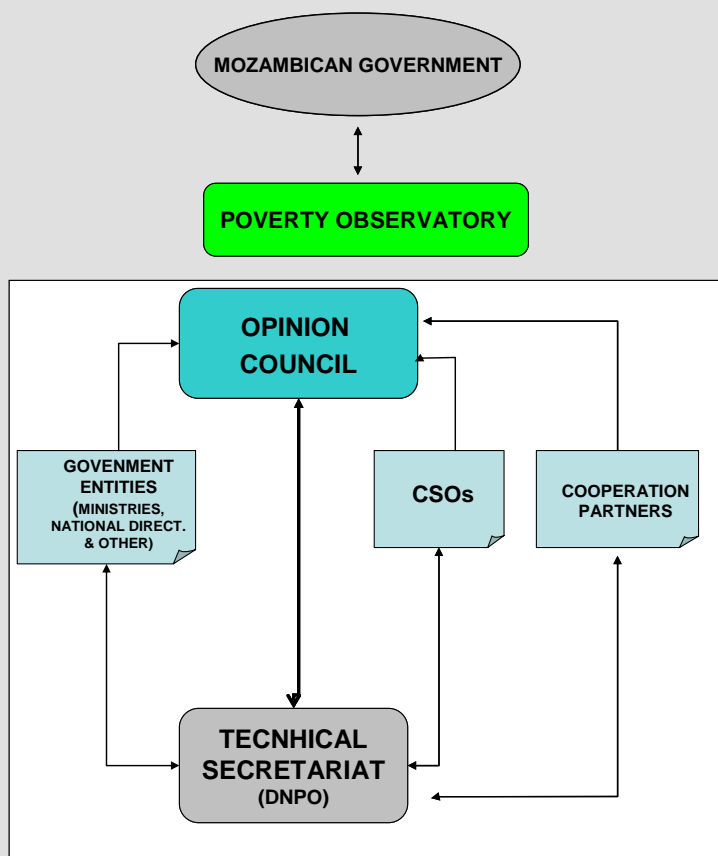 MOZAMBICAN GOVERNMENT
POVERTY OBSERVATORY
OPINION
COUNCIL
GOVENMENT
ENTITIES
(MINISTRIES,
NATIONAL DIRECT.
& OTHER)
CSOs
COOPERATION
PARTNERS
TECNHICAL
SECRETARIAT
(DNPO)